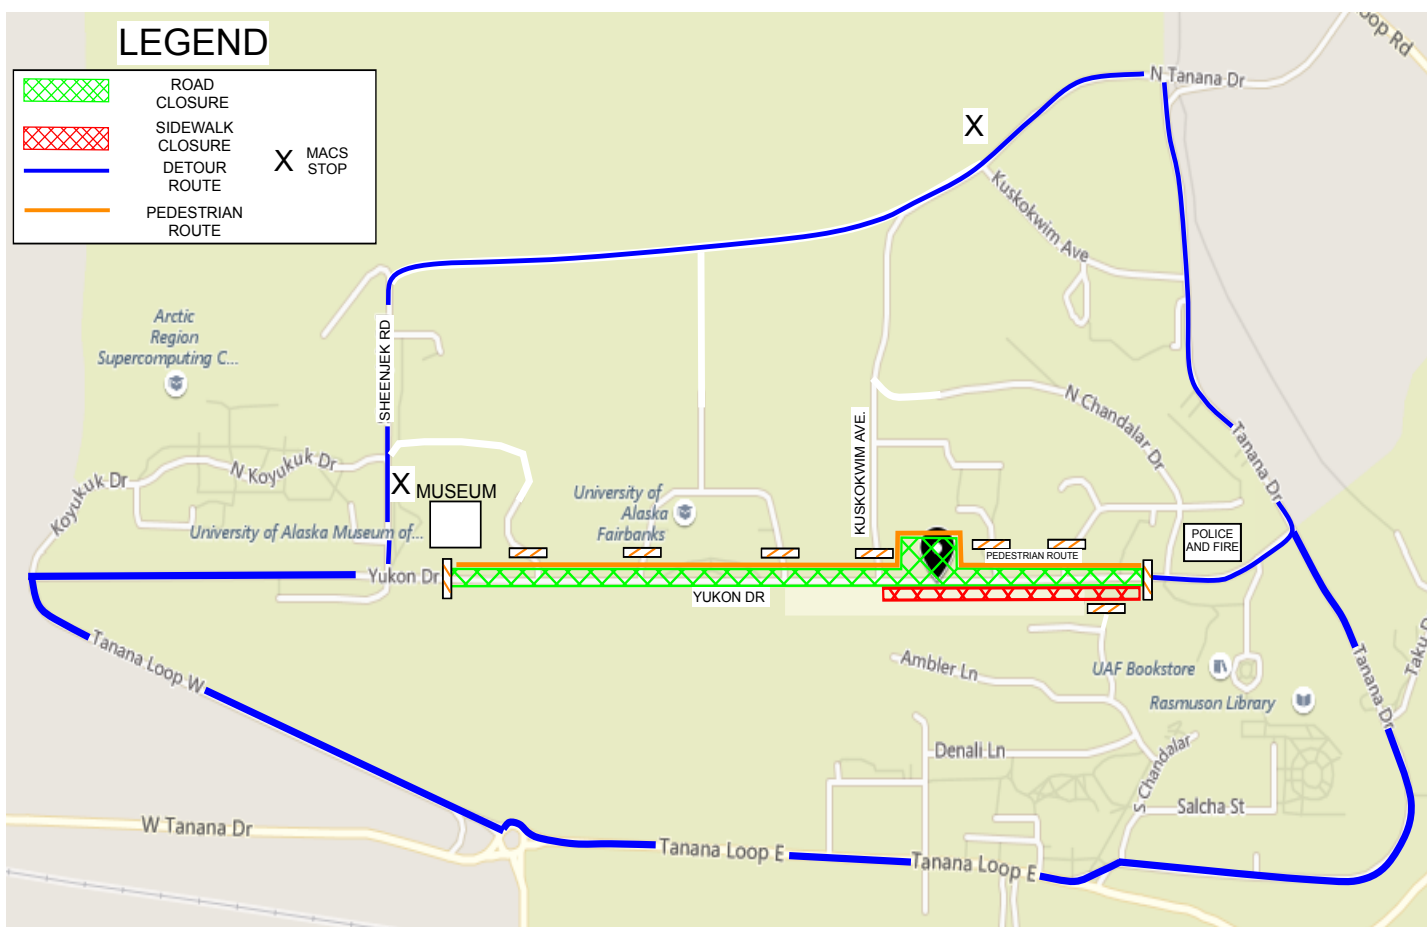 LEGEND
ROAD
CLOSURE
SIDEWALK
CLOSURE
DETOUR
ROUTE
X MACS
STOP
PEDESTRIAN
ROUTE
oop Rd
N Tanana Dr
X
Kuskokwim Ave
Arctic
Region
Supercomputing C...
SHEENJEK RD
N Chandalar Dr
KUSKOKWIM AVE.
Tanana Dr
Koyukuk Dr
N Koyukuk Dr
X
MUSEUM
University of
Alaska
Fairbanks
University of Alaska Museum of...
POLICE
AND FIRE
PEDESTRIAN ROUTE
Yukon Dr
YUKON DR
Tanana Loop W
Ambler Ln
UAF Bookstore
Rasmuson Library
Tanana Dr
Taku D
Denali Ln
S Chandalar
Salcha St
W Tanana Dr
Tanana Loop E
Tanana Loop E